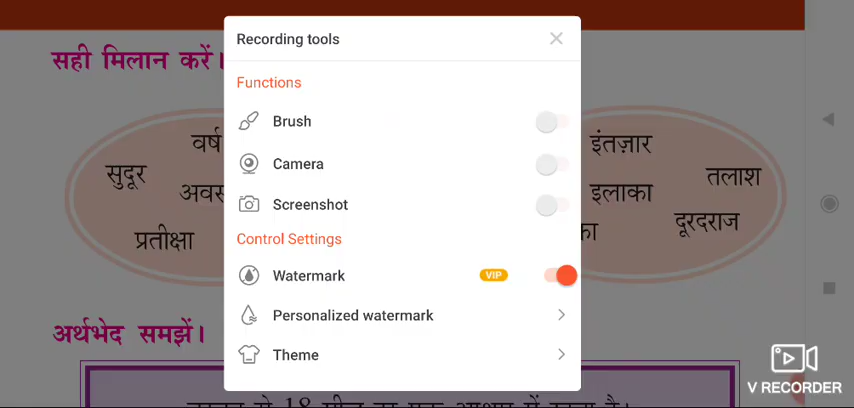 Recording tools
सही मिलान करें।
Functions
वर्ष
Brush
इंतज़ार
सुदूर
Camera
तलाश
इलाका
Screenshot
दूरदराज
प्रतीक्षा
Control Settings
Watermark
VIP
Personalized watermark
अर्थभेद समझें।
Theme
V RECORDER